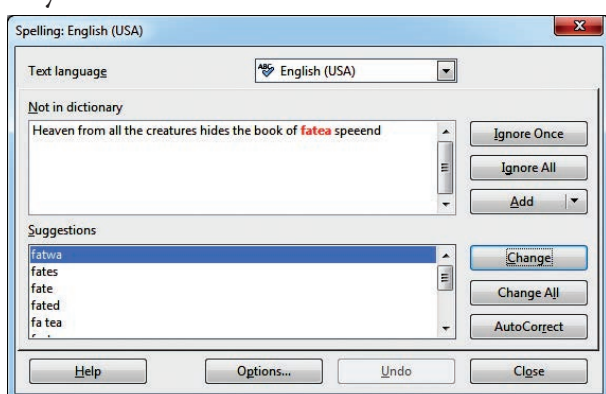 Spelling: English (USA)
Text language
English (USA)
Not in dictionary
Heaven from all the creatures hides the book of fatea speeend
Ignore Once
Ignore All
Add
Suggestions
fatwa
fates
fate
fated
fa tea
Change
Change All
AutoCorrect
Help
Options...
Undo
Close